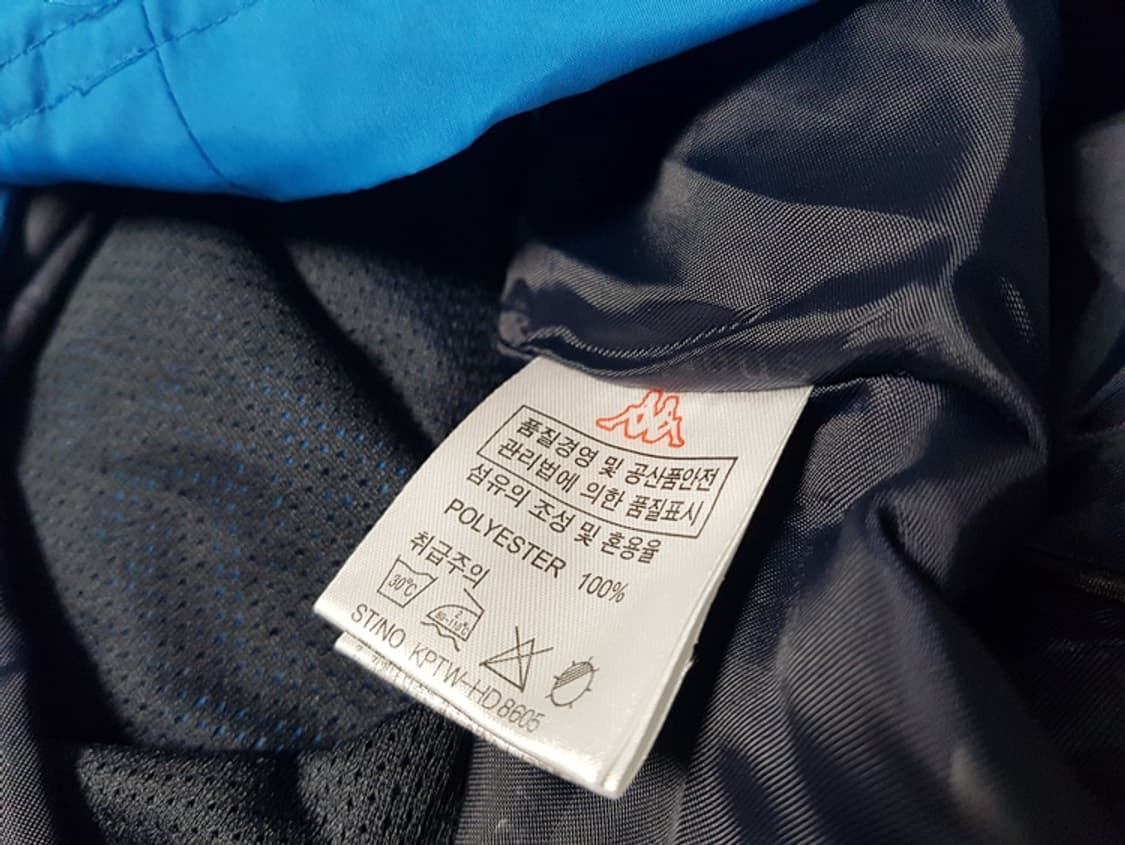 품질경영 및 공산품안전
관리법에 의한 품질표시
섬유의 조성 및 혼용율
POLYESTER 100%
취급주의
30℃
80~110℃
ST/NO KPTW-HD8605